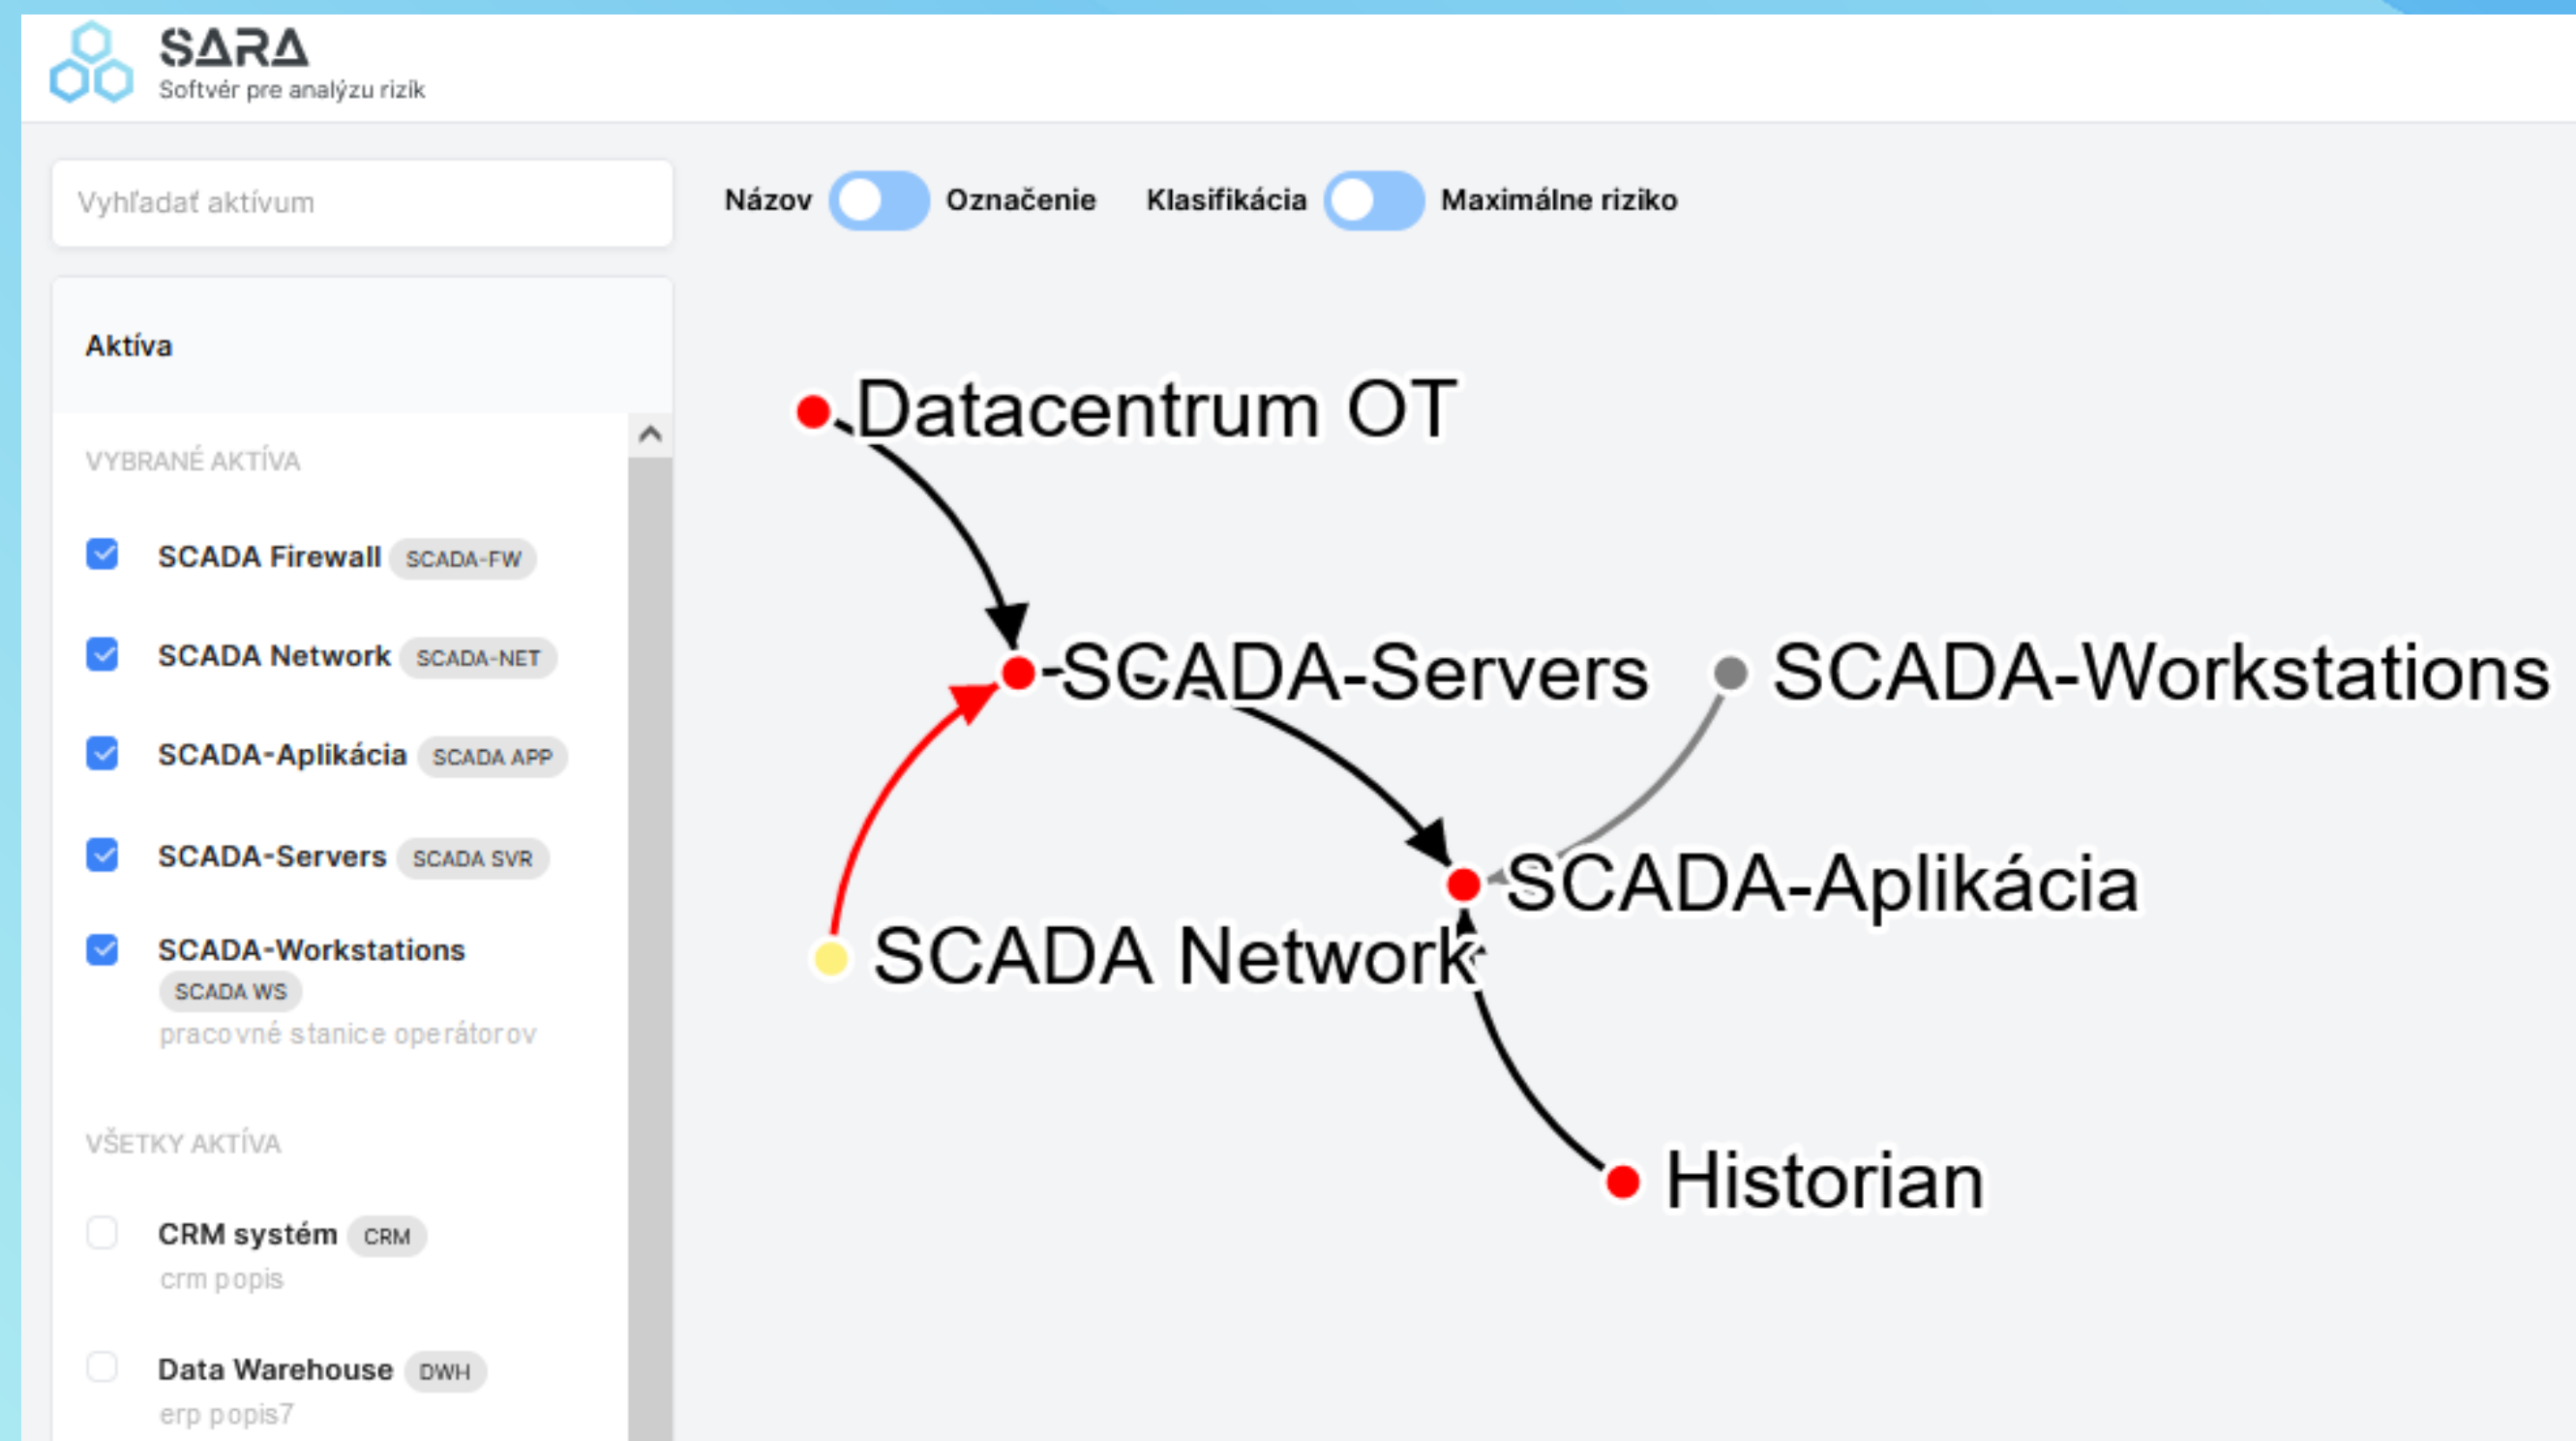 SARA
Softvér pre analýzu rizík
Vyhľadať aktívum
Názov Označenie Klasifikácia Maximálne riziko
Aktíva
VYBRANÉ AKTÍVA
SCADA Firewall SCADA-FW
SCADA Network SCADA-NET
SCADA-Aplikácia SCADA APP
SCADA-Servers SCADA SVR
SCADA-Workstations
SCADA WS
pracovné stanice operátorov
VŠETKY AKTÍVA
CRM systém CRM
crm popis
Data Warehouse DWH
erp popis7
Datacentrum OT
SCADA-Servers
SCADA-Workstations
SCADA-Aplikácia
SCADA Network
Historian